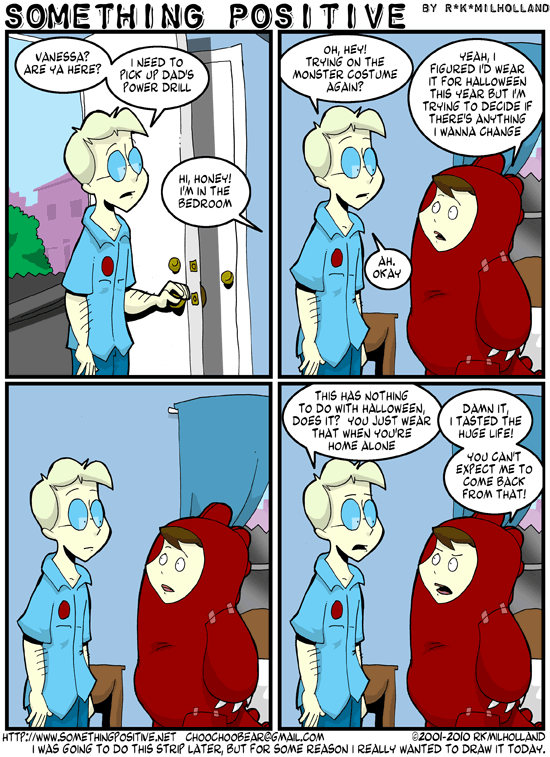 SOMETHING POSITIVE BY R*K*MILHOLLAND
VANESSA?
ARE YA HERE?
I NEED TO
PICK UP DAD'S
POWER DRILL
HI, HONEY!
I'M IN THE
BEDROOM
OH, HEY!
TRYING ON THE
MONSTER COSTUME
AGAIN?
YEAH, I
FIGURED I'D WEAR
IT FOR HALLOWEEN
THIS YEAR BUT I'M
TRYING TO DECIDE IF
THERE'S ANYTHING
I WANNA CHANGE
AH.
OKAY
THIS HAS NOTHING
TO DO WITH HALLOWEEN,
DOES IT? YOU JUST WEAR
THAT WHEN YOU'RE
HOME ALONE
DAMN IT,
I TASTED THE
HUGE LIFE!
YOU CAN'T
EXPECT ME TO
COME BACK
FROM THAT!
HTTP://WWW.SOMETHINGPOSITIVE.NET CHOOCHOOBEAR@GMAIL.COM ©2001-2010 RKMILHOLLAND
I WAS GOING TO DO THIS STRIP LATER, BUT FOR SOME REASON I REALLY WANTED TO DRAW IT TODAY.